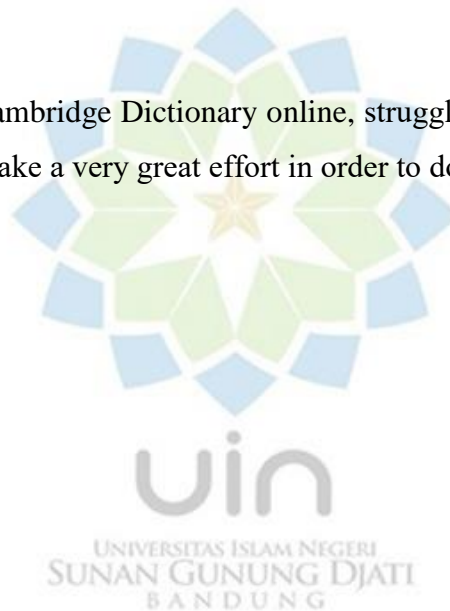 ambridge Dictionary online, struggl
ake a very great effort in order to do
uin
UNIVERSITAS ISLAM NEGERI
SUNAN GUNUNG DJATI
BANDUNG